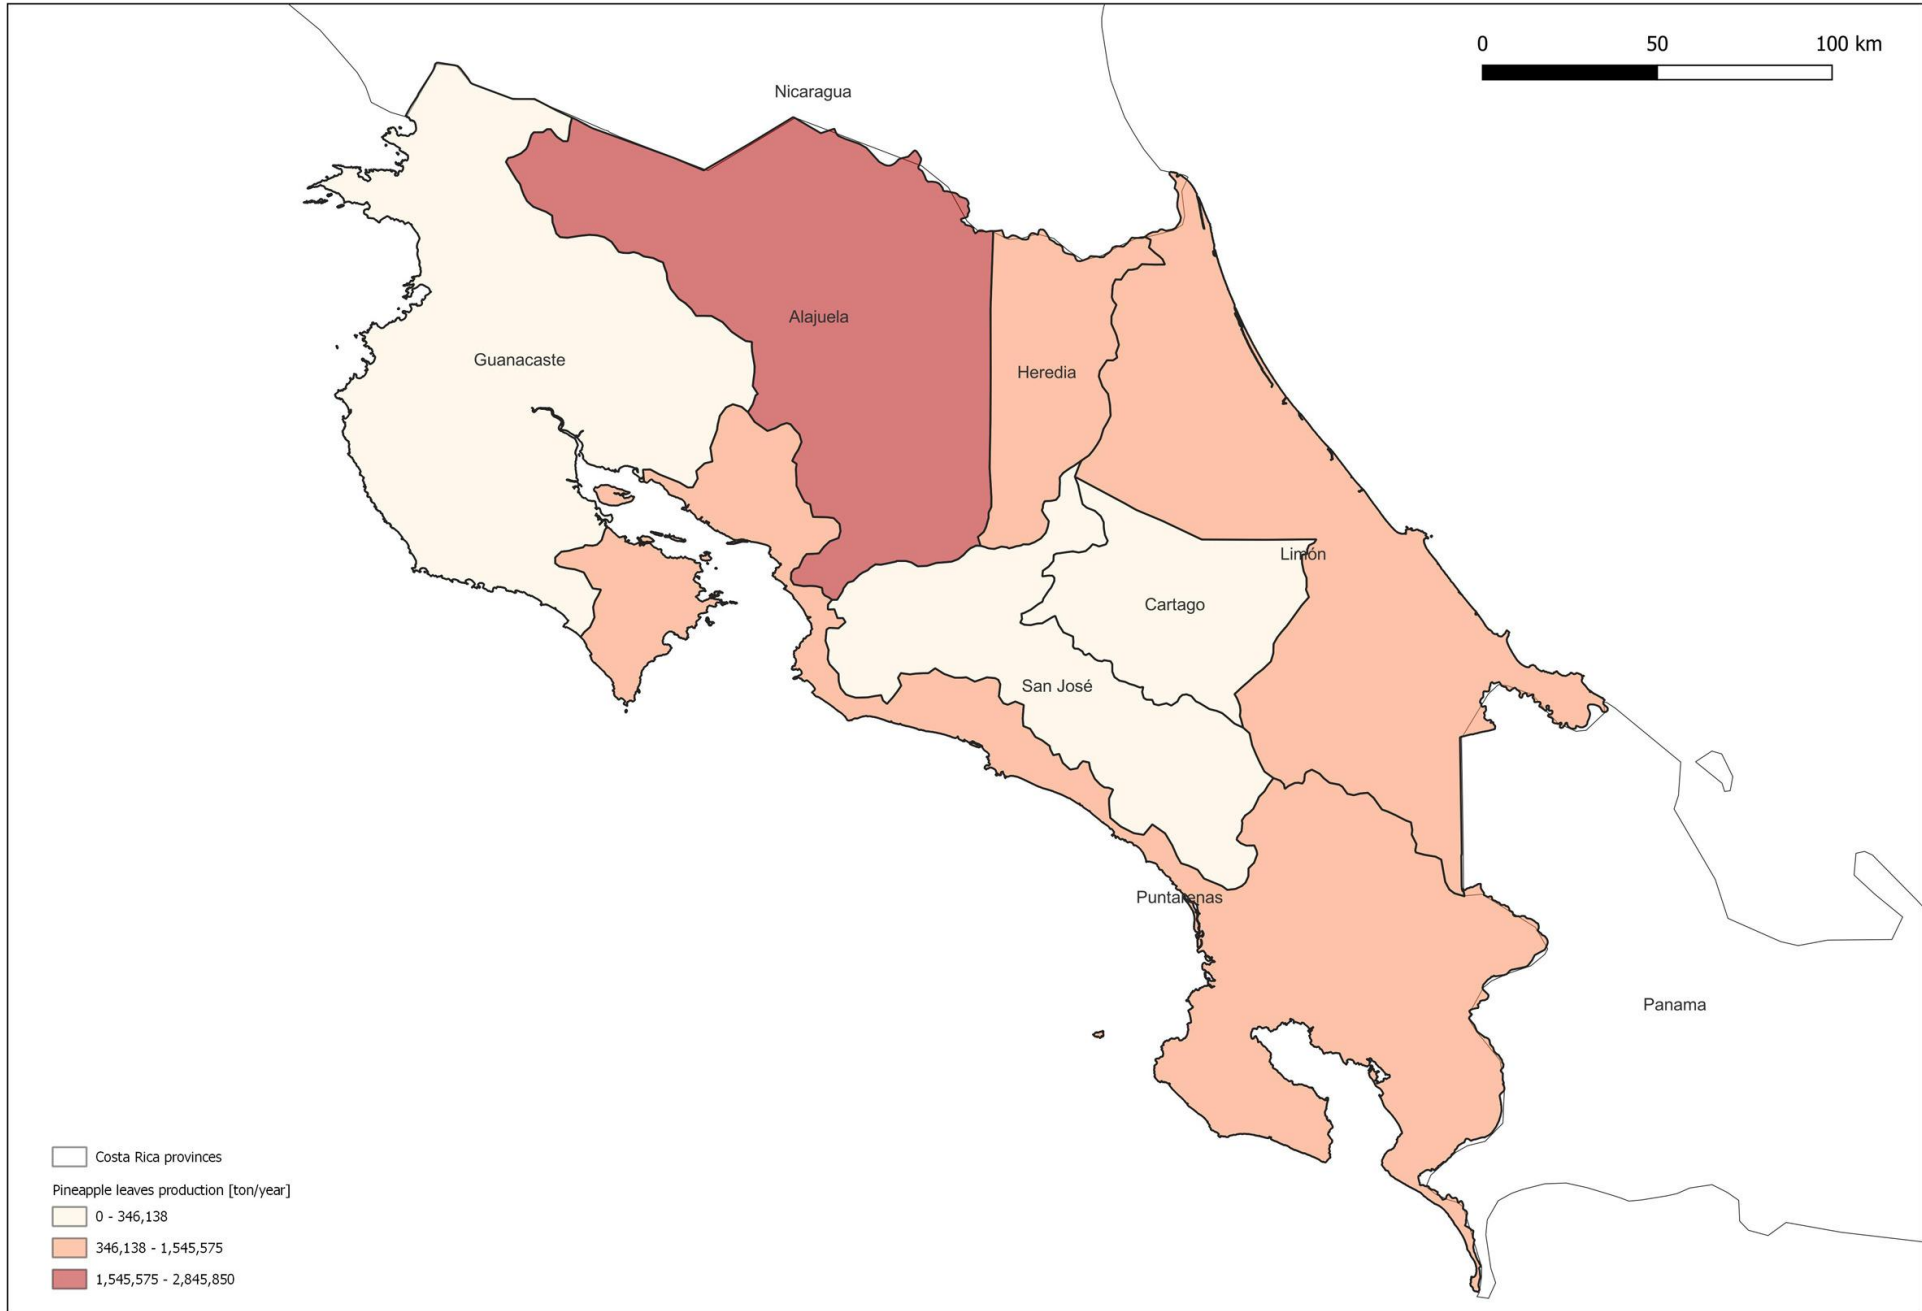 0 50 100 km
Nicaragua
Alajuela
Guanacaste
Heredia
Limón
Cartago
San José
Puntarenas
Panama
Costa Rica provinces
Pineapple leaves production [ton/year]
0 - 346,138
346,138 - 1,545,575
1,545,575 - 2,845,850